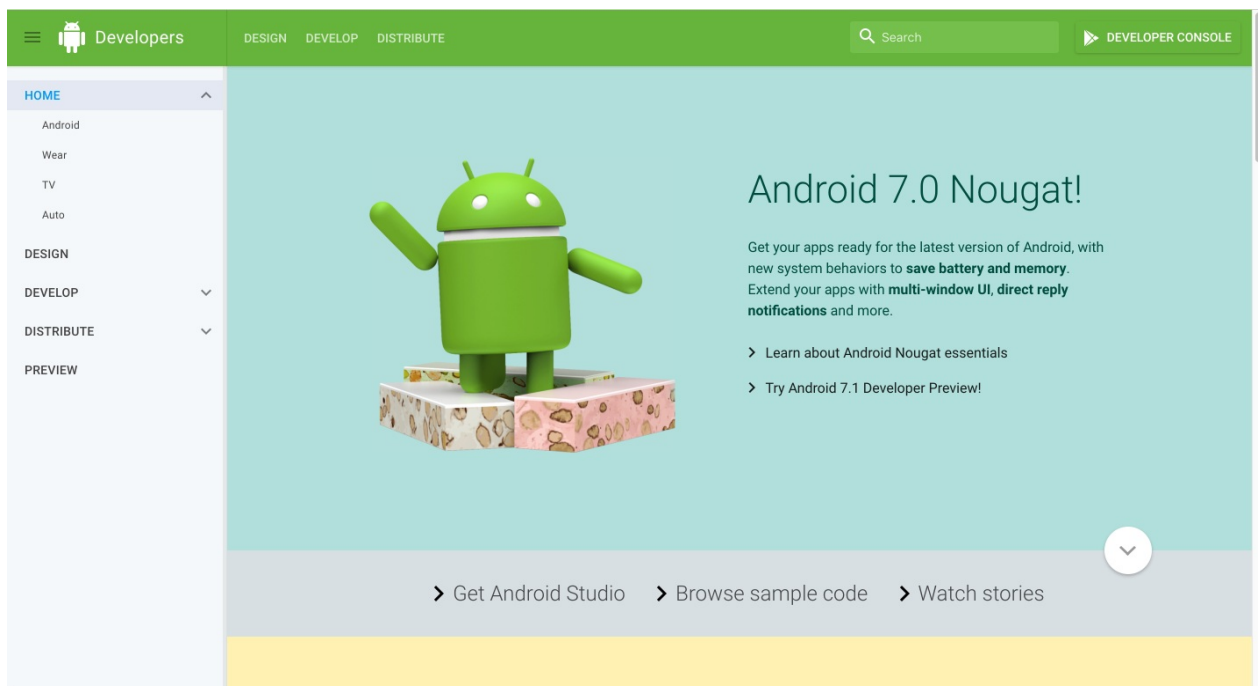 Developers
DESIGN DEVELOP DISTRIBUTE
Search
DEVELOPER CONSOLE
HOME
Android
Wear
TV
Auto
DESIGN
DEVELOP
DISTRIBUTE
PREVIEW
Android 7.0 Nougat!
Get your apps ready for the latest version of Android, with
new system behaviors to save battery and memory.
Extend your apps with multi-window UI, direct reply
notifications and more.
Learn about Android Nougat essentials
Try Android 7.1 Developer Preview!
Get Android Studio Browse sample code Watch stories